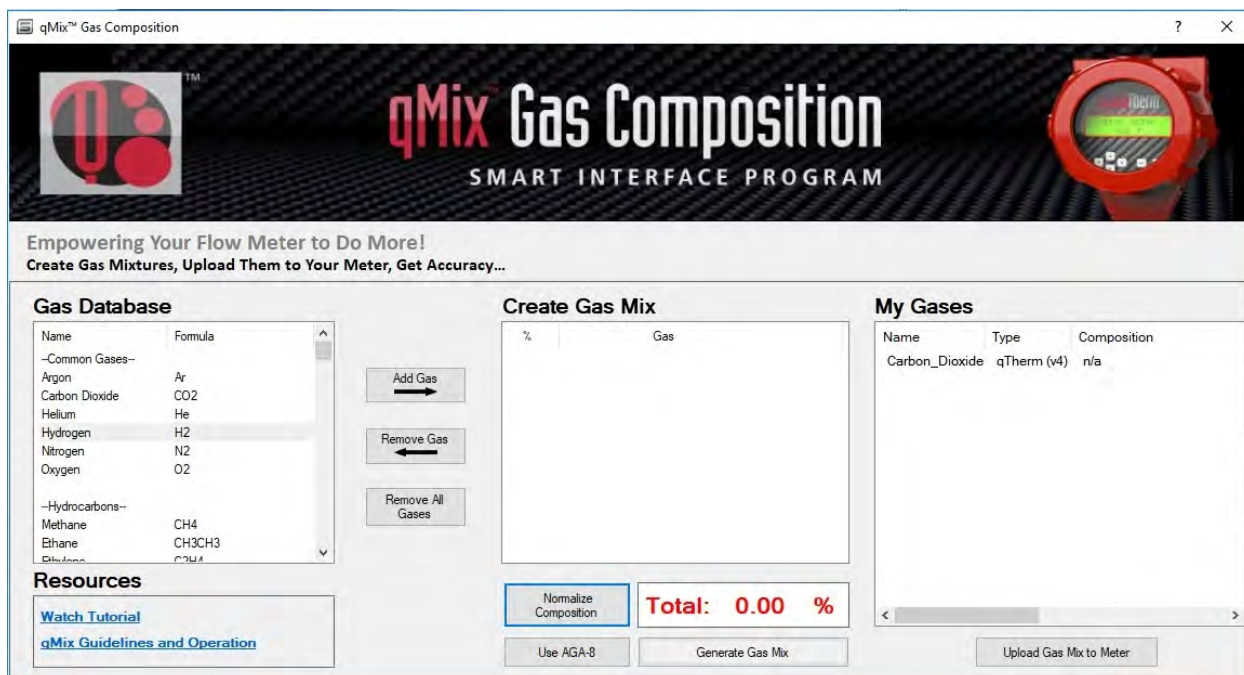 qMix™ Gas Composition
?
TM
qMix™ Gas Composition
SMART INTERFACE PROGRAM
Therm
Empowering Your Flow Meter to Do More!
Create Gas Mixtures, Upload Them to Your Meter, Get Accuracy...
Gas Database
Name Formula
--Common Gases--
Argon Ar
Carbon Dioxide CO2
Helium He
Hydrogen H2
Nitrogen N2
Oxygen O2
--Hydrocarbons--
Methane CH4
Ethane CH3CH3
Ethylene C2H4
Add Gas
Remove Gas
Remove All
Gases
Resources
Watch Tutorial
qMix Guidelines and Operation
Create Gas Mix
% Gas
Normalize
Composition
Total: 0.00 %
Use AGA-8
Generate Gas Mix
My Gases
Name Type Composition
Carbon_Dioxide qTherm (v4) n/a
Upload Gas Mix to Meter